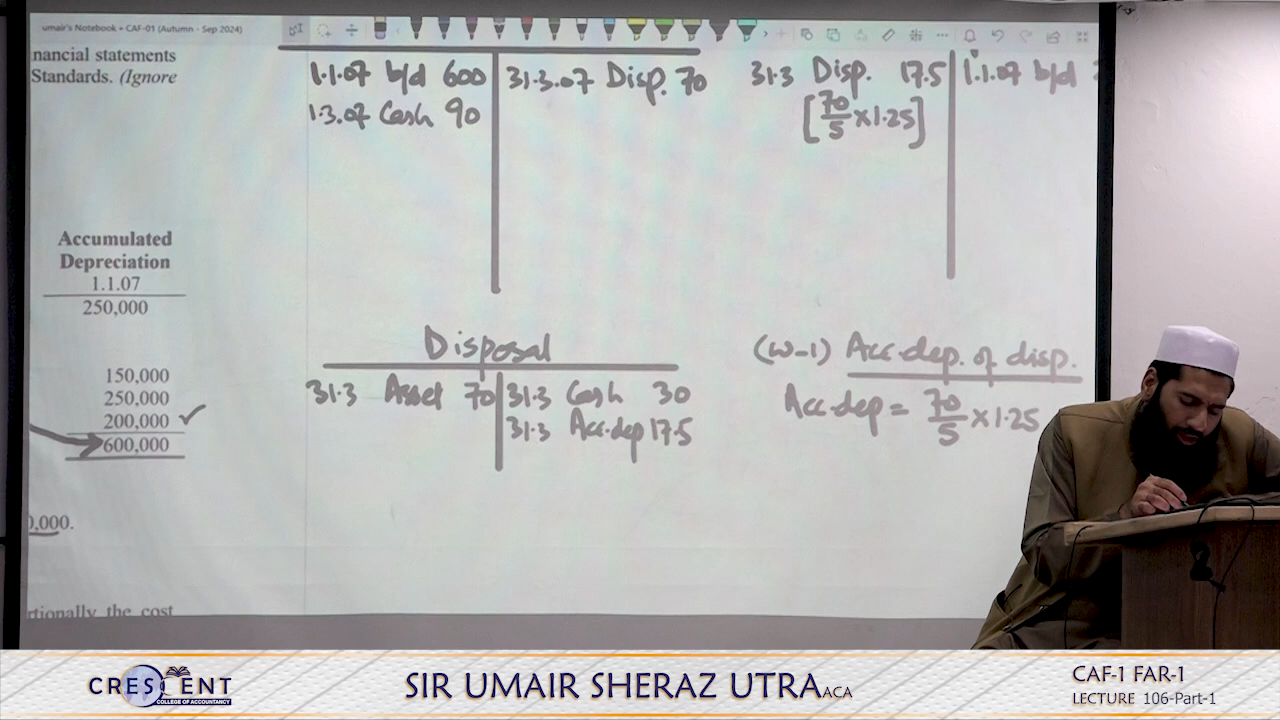 umair's Notebook • CAF-01 (Autumn - Sep 2024)
nancial statements
Standards. (Ignore
1.1.07 b/d 600
31.3.07 Disp. 70
1.3.07 Cash 90
31.3 Disp. 17.5
1.1.07 b/d
[70/5 x 1.25]
Accumulated
Depreciation
1.1.07
250,000
150,000
250,000
200,000 ✓
600,000
0,000.
rtionally the cost
Disposal
31.3 Asset 70
31.3 Cash 30
31.3 Acc.dep 17.5
(W-1) Acc.dep. of disp.
Acc.dep = 70/5 x 1.25
CRESCENT
COLLEGE OF ACCOUNTANCY
SIR UMAIR SHERAZ UTRA ACA
CAF-1 FAR-1
LECTURE 106-Part-1